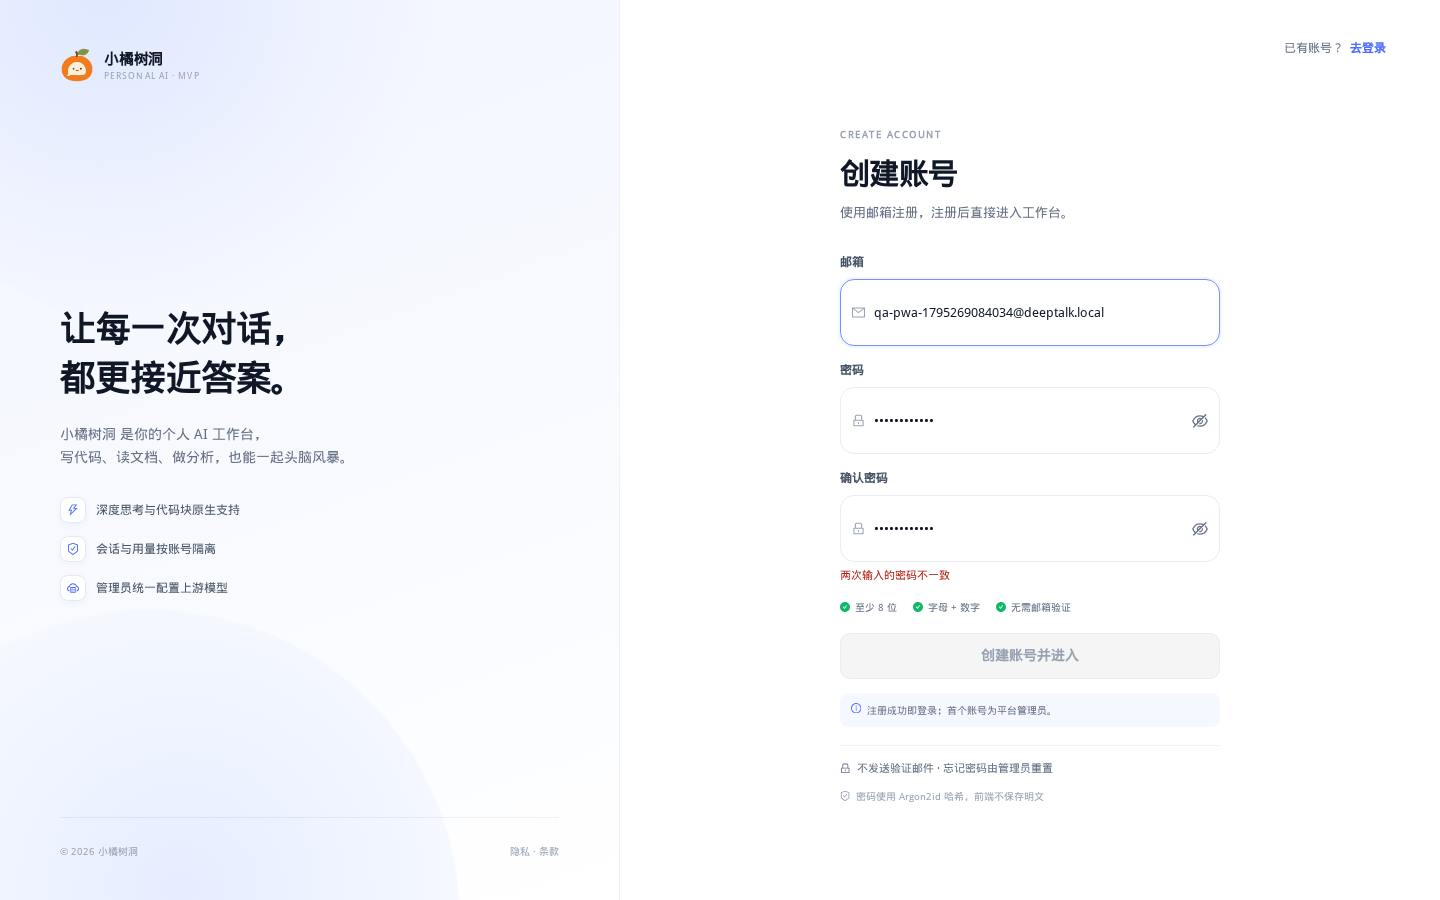 小橘树洞
PERSONAL AI · MVP
让每一次对话，
都更接近答案。
小橘树洞 是你的个人 AI 工作台，
写代码、读文档、做分析，也能一起头脑风暴。
深度思考与代码块原生支持
会话与用量按账号隔离
管理员统一配置上游模型
© 2026 小橘树洞
隐私 · 条款
已有账号？ 去登录
CREATE ACCOUNT
创建账号
使用邮箱注册，注册后直接进入工作台。
邮箱
qa-pwa-1795269084034@deeptalk.local
密码
••••••••••••
确认密码
••••••••••••
两次输入的密码不一致
至少 8 位 字母 + 数字 无需邮箱验证
创建账号并进入
注册成功即登录；首个账号为平台管理员。
不发送验证邮件 · 忘记密码由管理员重置
密码使用 Argon2id 哈希，前端不保存明文